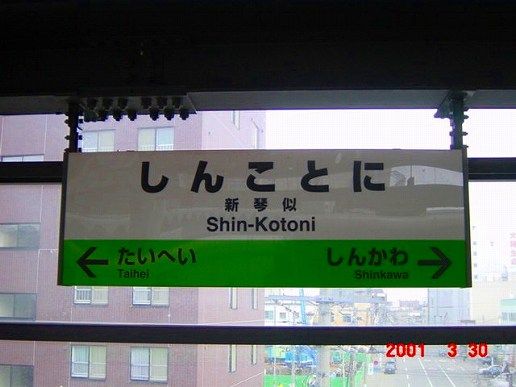 しんことに
新琴似
Shin-Kotoni
← たいへい しんかわ →
Taihei Shinkawa
2001 3 30